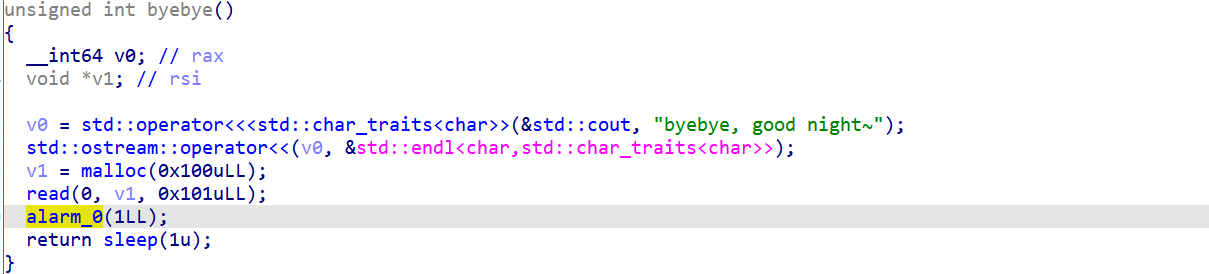 unsigned int byebye()
{
  __int64 v0; // rax
  void *v1; // rsi

  v0 = std::operator<<<std::char_traits<char>>(&std::cout, "byebye, good night~");
  std::ostream::operator<<(v0, &std::endl<char,std::char_traits<char>>);
  v1 = malloc(0x100uLL);
  read(0, v1, 0x101uLL);
  alarm_0(1LL);
  return sleep(1u);
}